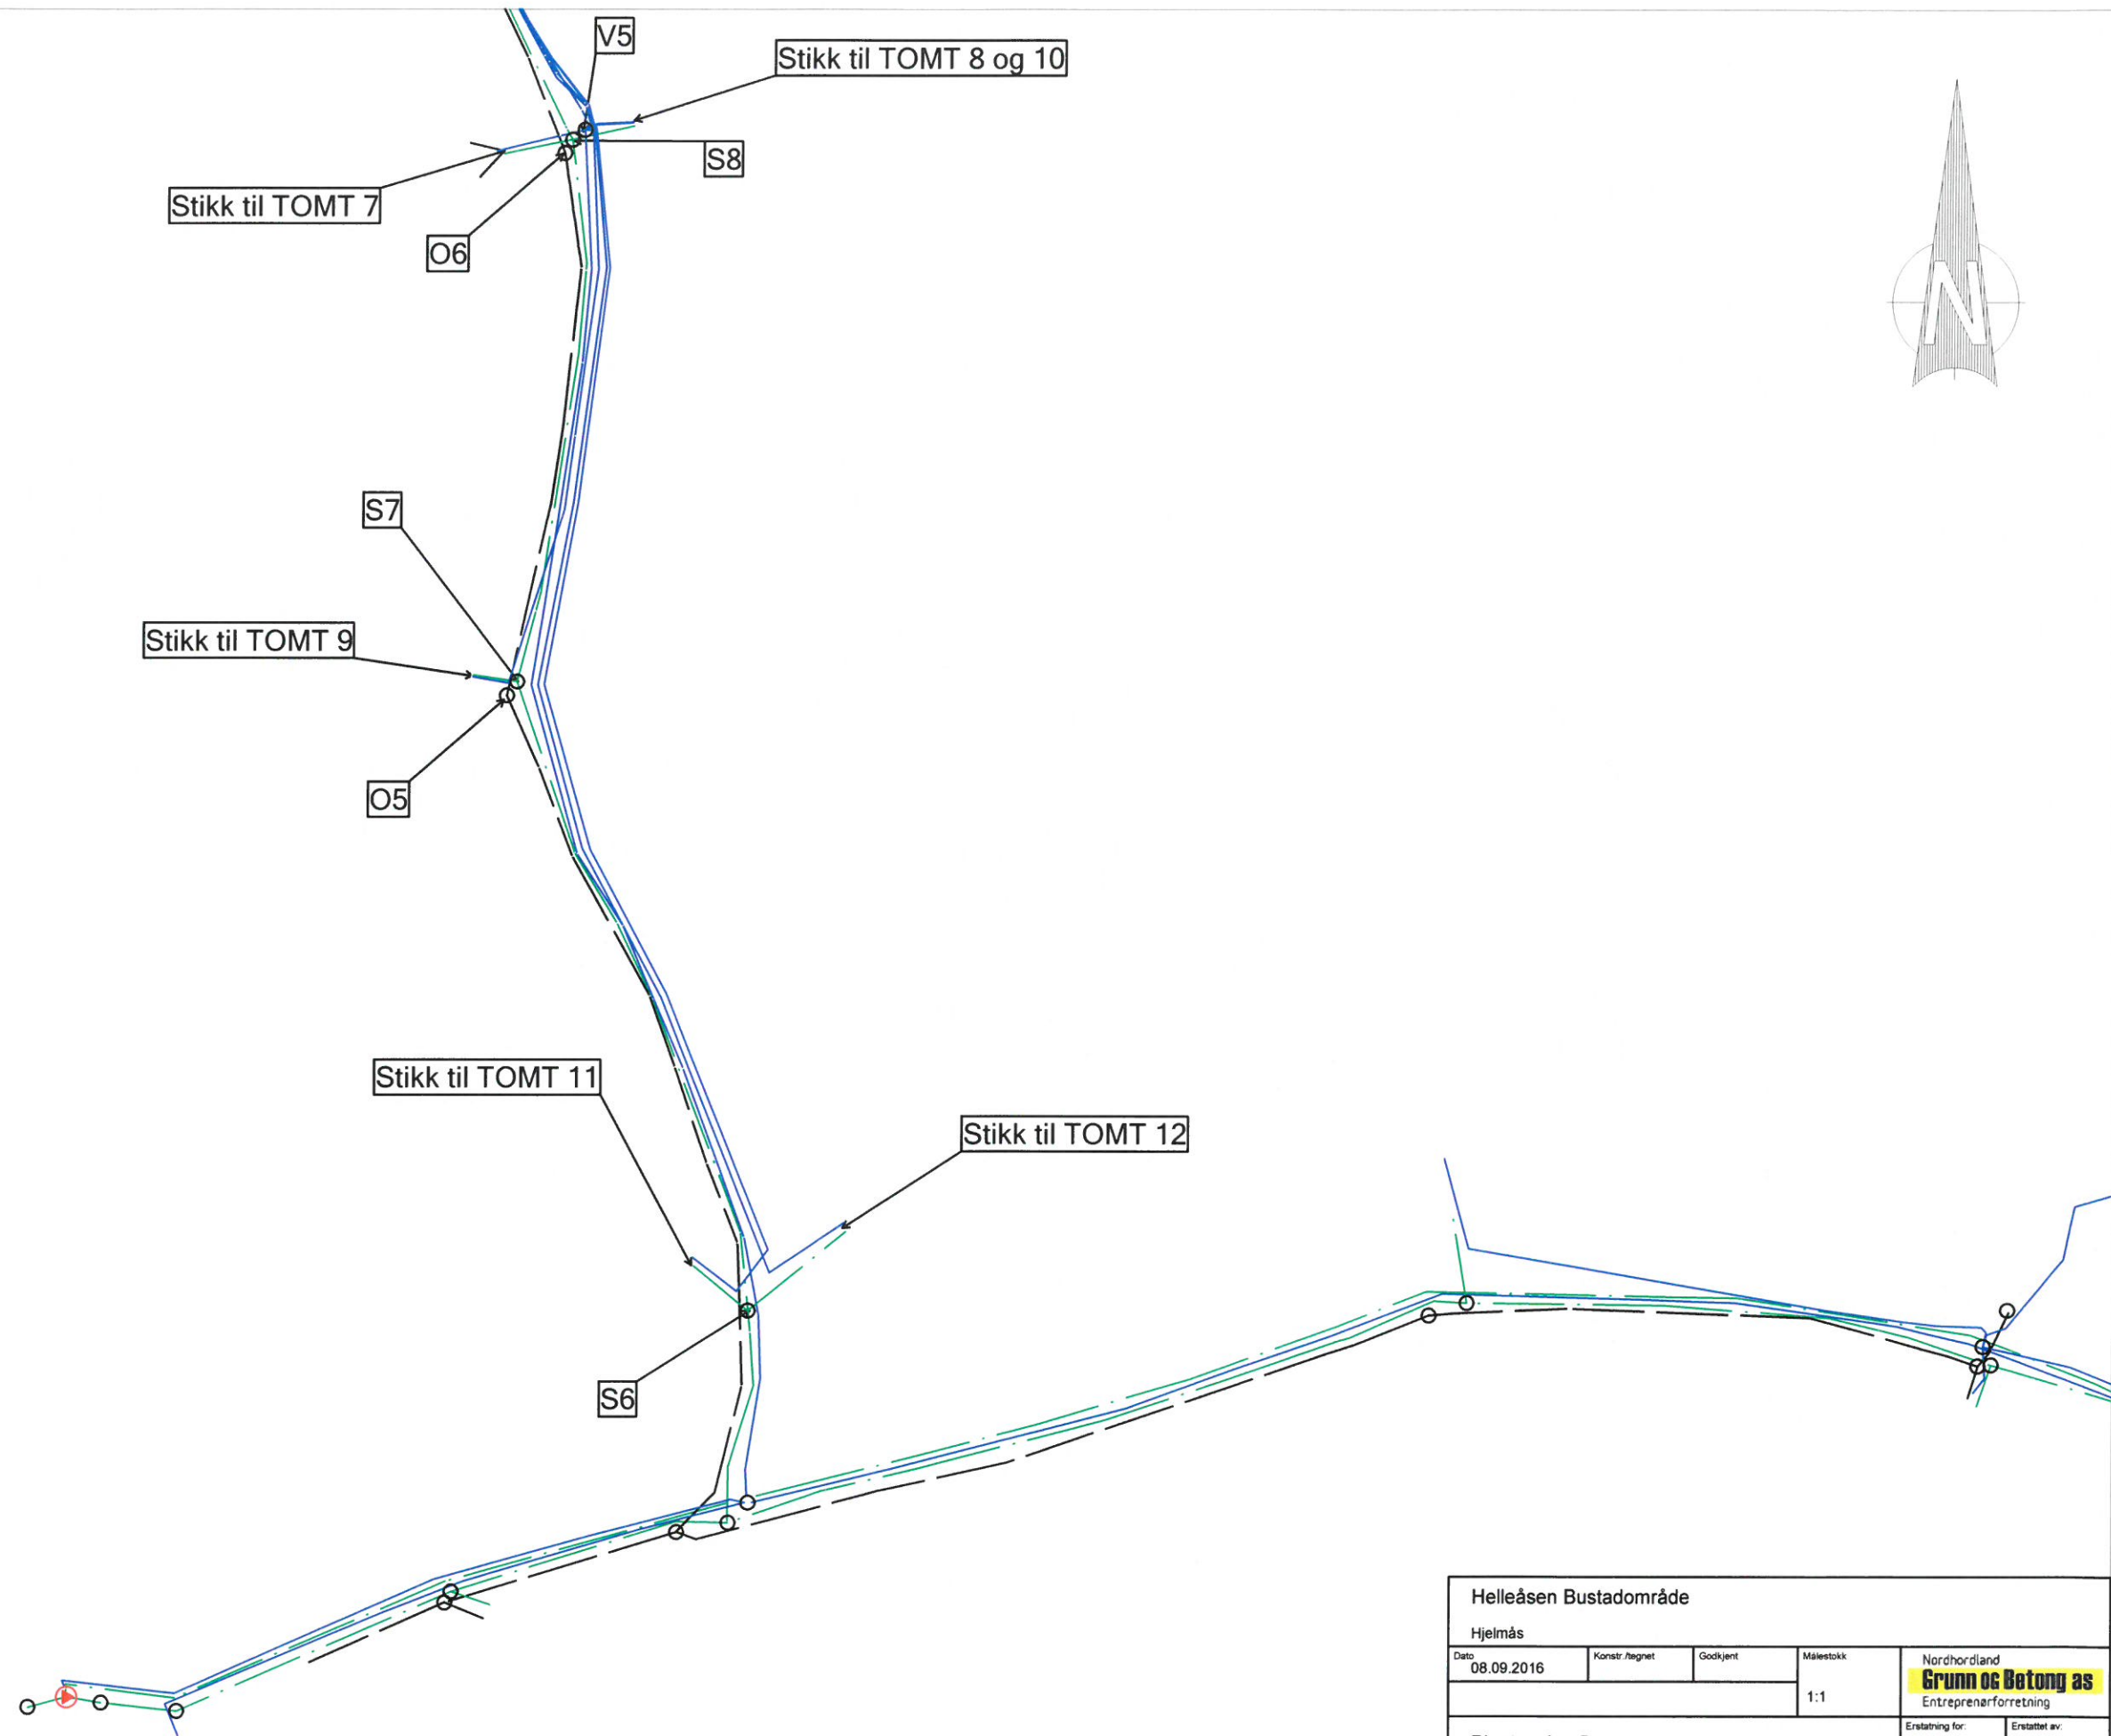 V5
Stikk til TOMT 8 og 10
S8
Stikk til TOMT 7
O6
N
S7
Stikk til TOMT 9
O5
Stikk til TOMT 11
Stikk til TOMT 12
S6
Helleåsen Bustadområde
Hjelmås
Dato
08.09.2016
Konstr./tegnet
Godkjent
Målestokk
1:1
Nordhordland
Grunn og Betong as
Entreprenørforretning
Erstatning for:
Erstattet av: